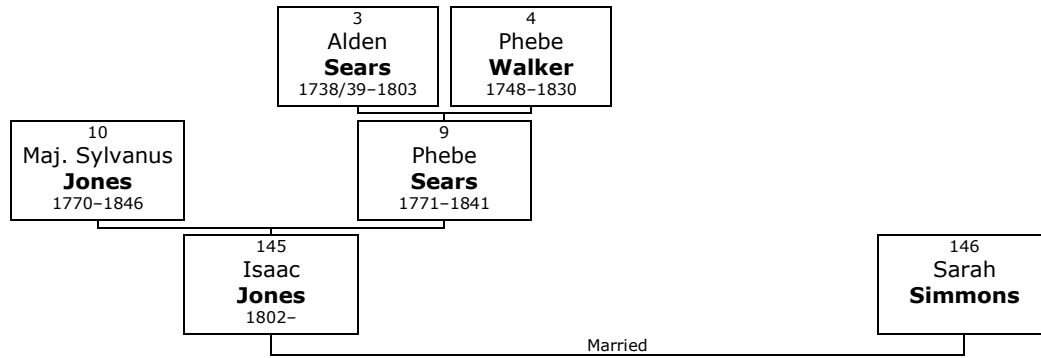 3
Alden
Sears
1738/39–1803
4
Phebe
Walker
1748–1830
10
Maj. Sylvanus
Jones
1770–1846
9
Phebe
Sears
1771–1841
145
Isaac
Jones
1802–
146
Sarah
Simmons
Married